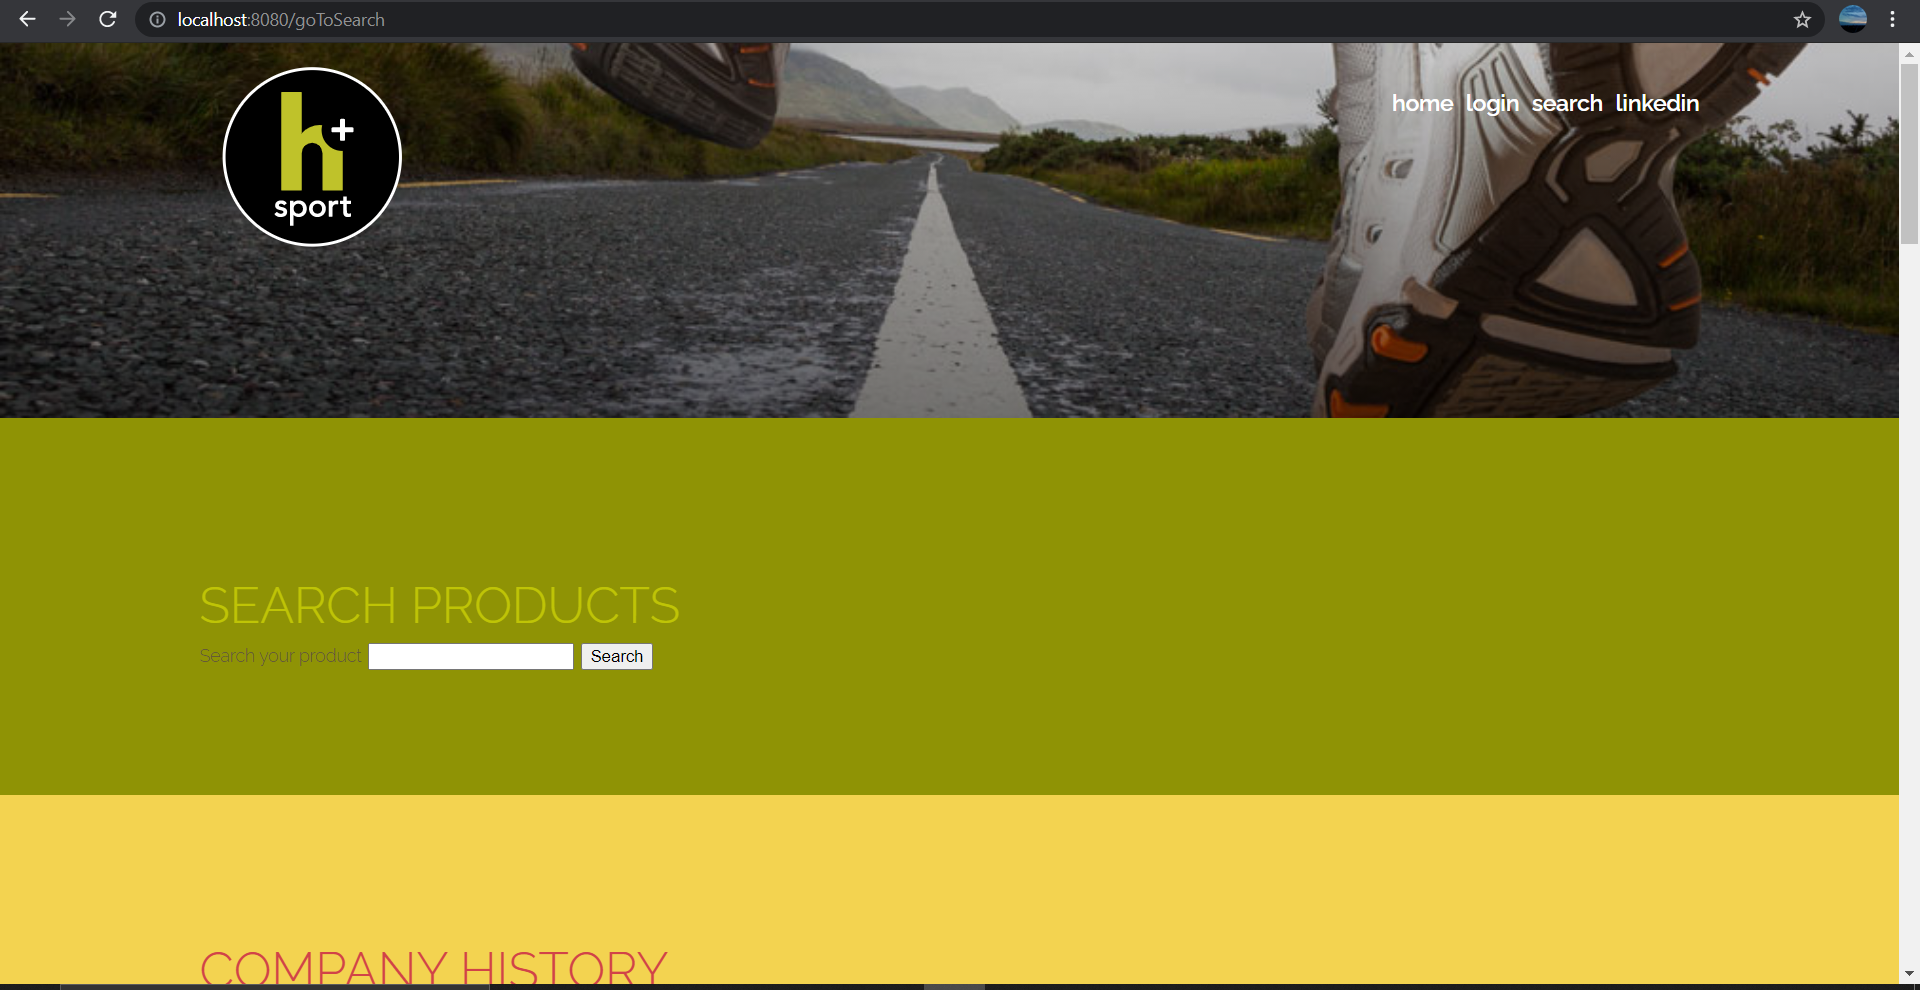 localhost:8080/goToSearch
h+
sport
home login search linkedin
SEARCH PRODUCTS
Search your product Search
COMPANY HISTORY